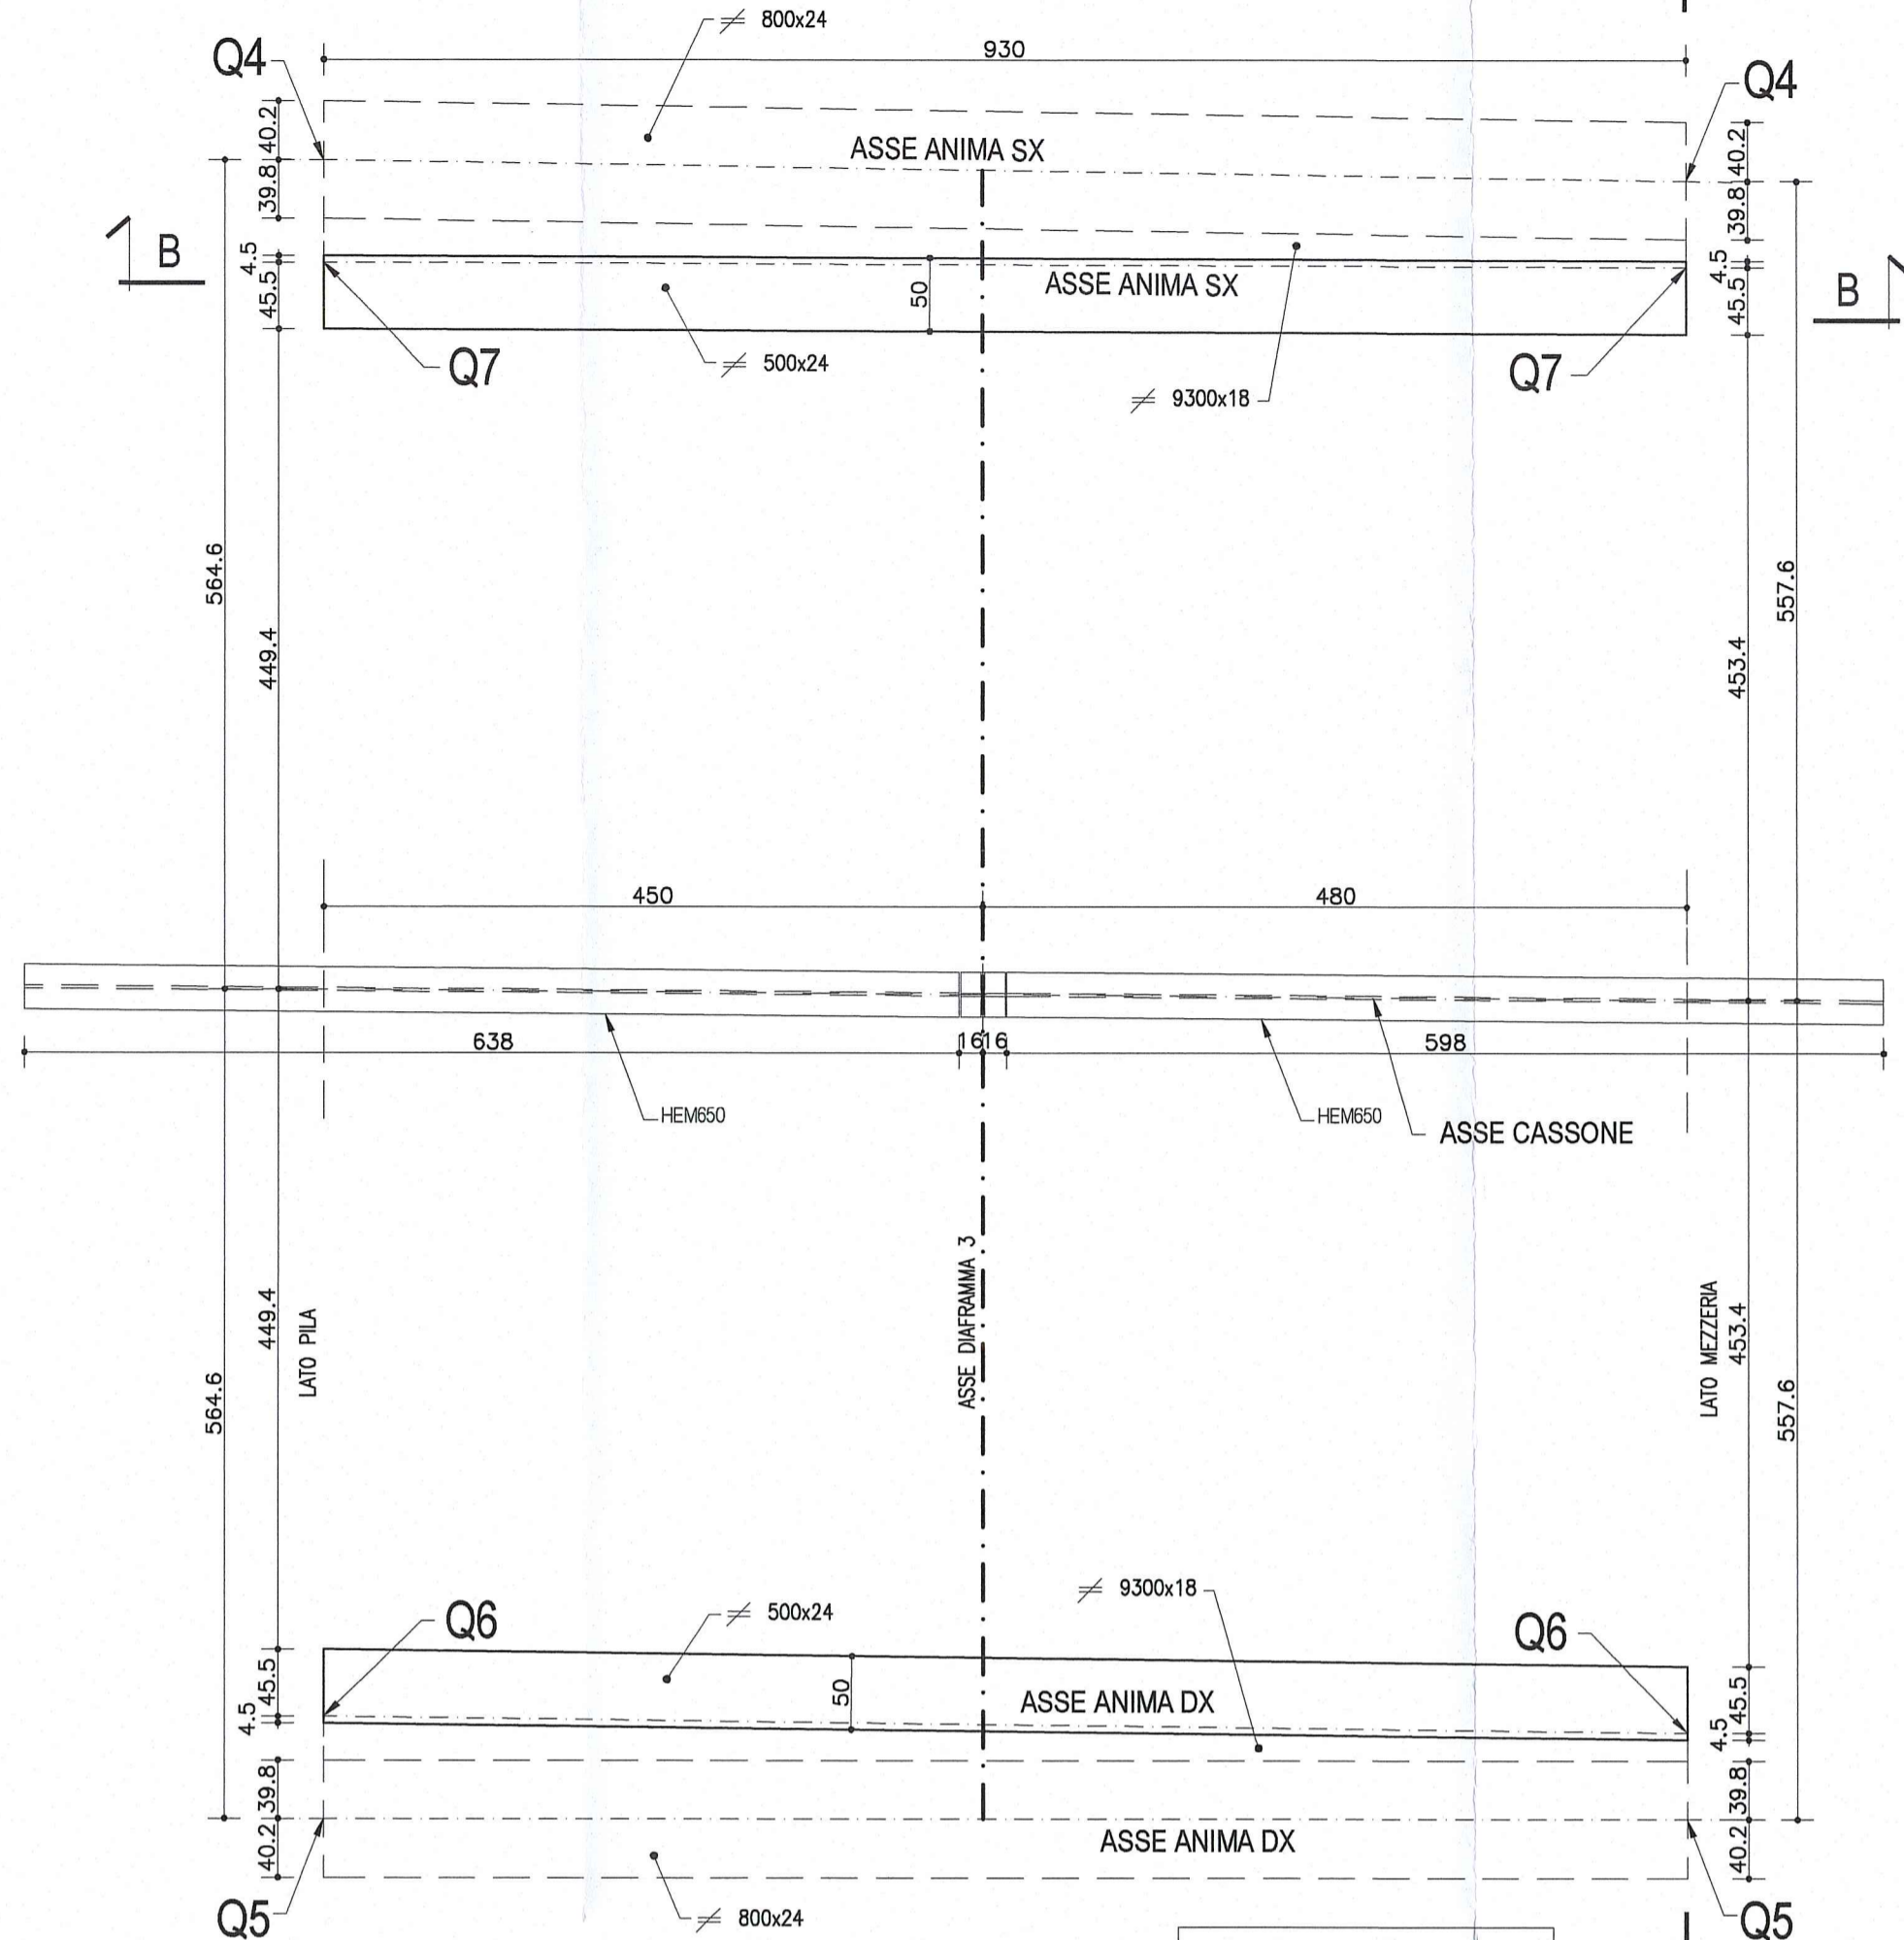 800x24
930
Q4
Q4
40.2
40.2
ASSE ANIMA SX
39.8
39.8
B
B
4.5
4.5
ASSE ANIMA SX
45.5
45.5
50
Q7
500x24
Q7
9300x18
564.6
557.6
449.4
453.4
450
480
638
1616
598
HEM650
HEM650
ASSE CASSONE
ASSE DIAFRAMMA 3
449.4
LATO PILA
LATO MEZZERIA
453.4
564.6
557.6
9300x18
Q6
500x24
Q6
45.5
45.5
50
ASSE ANIMA DX
4.5
4.5
39.8
39.8
ASSE ANIMA DX
40.2
40.2
Q5
800x24
Q5